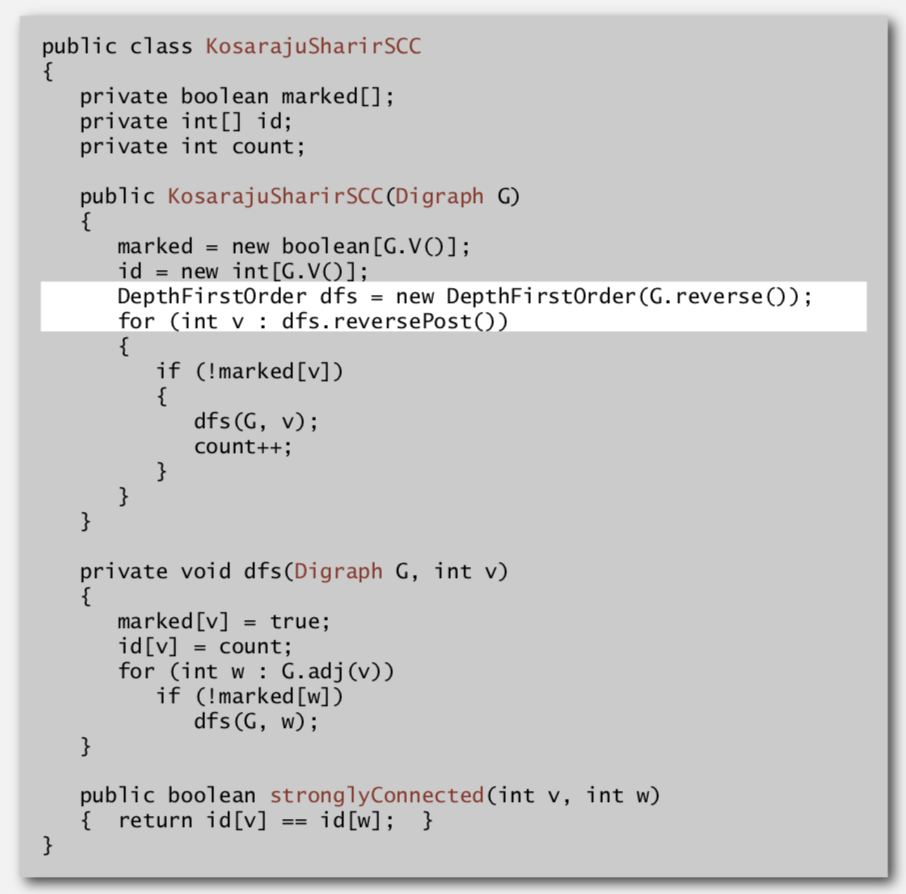 public class KosarajuSharirSCC
{
   private boolean marked[];
   private int[] id;
   private int count;

   public KosarajuSharirSCC(Digraph G)
   {
      marked = new boolean[G.V()];
      id = new int[G.V()];
      DepthFirstOrder dfs = new DepthFirstOrder(G.reverse());
      for (int v : dfs.reversePost())
      {
         if (!marked[v])
         {
            dfs(G, v);
            count++;
         }
      }
   }

   private void dfs(Digraph G, int v)
   {
      marked[v] = true;
      id[v] = count;
      for (int w : G.adj(v))
         if (!marked[w])
            dfs(G, w);
   }

   public boolean stronglyConnected(int v, int w)
   {  return id[v] == id[w];  }
}